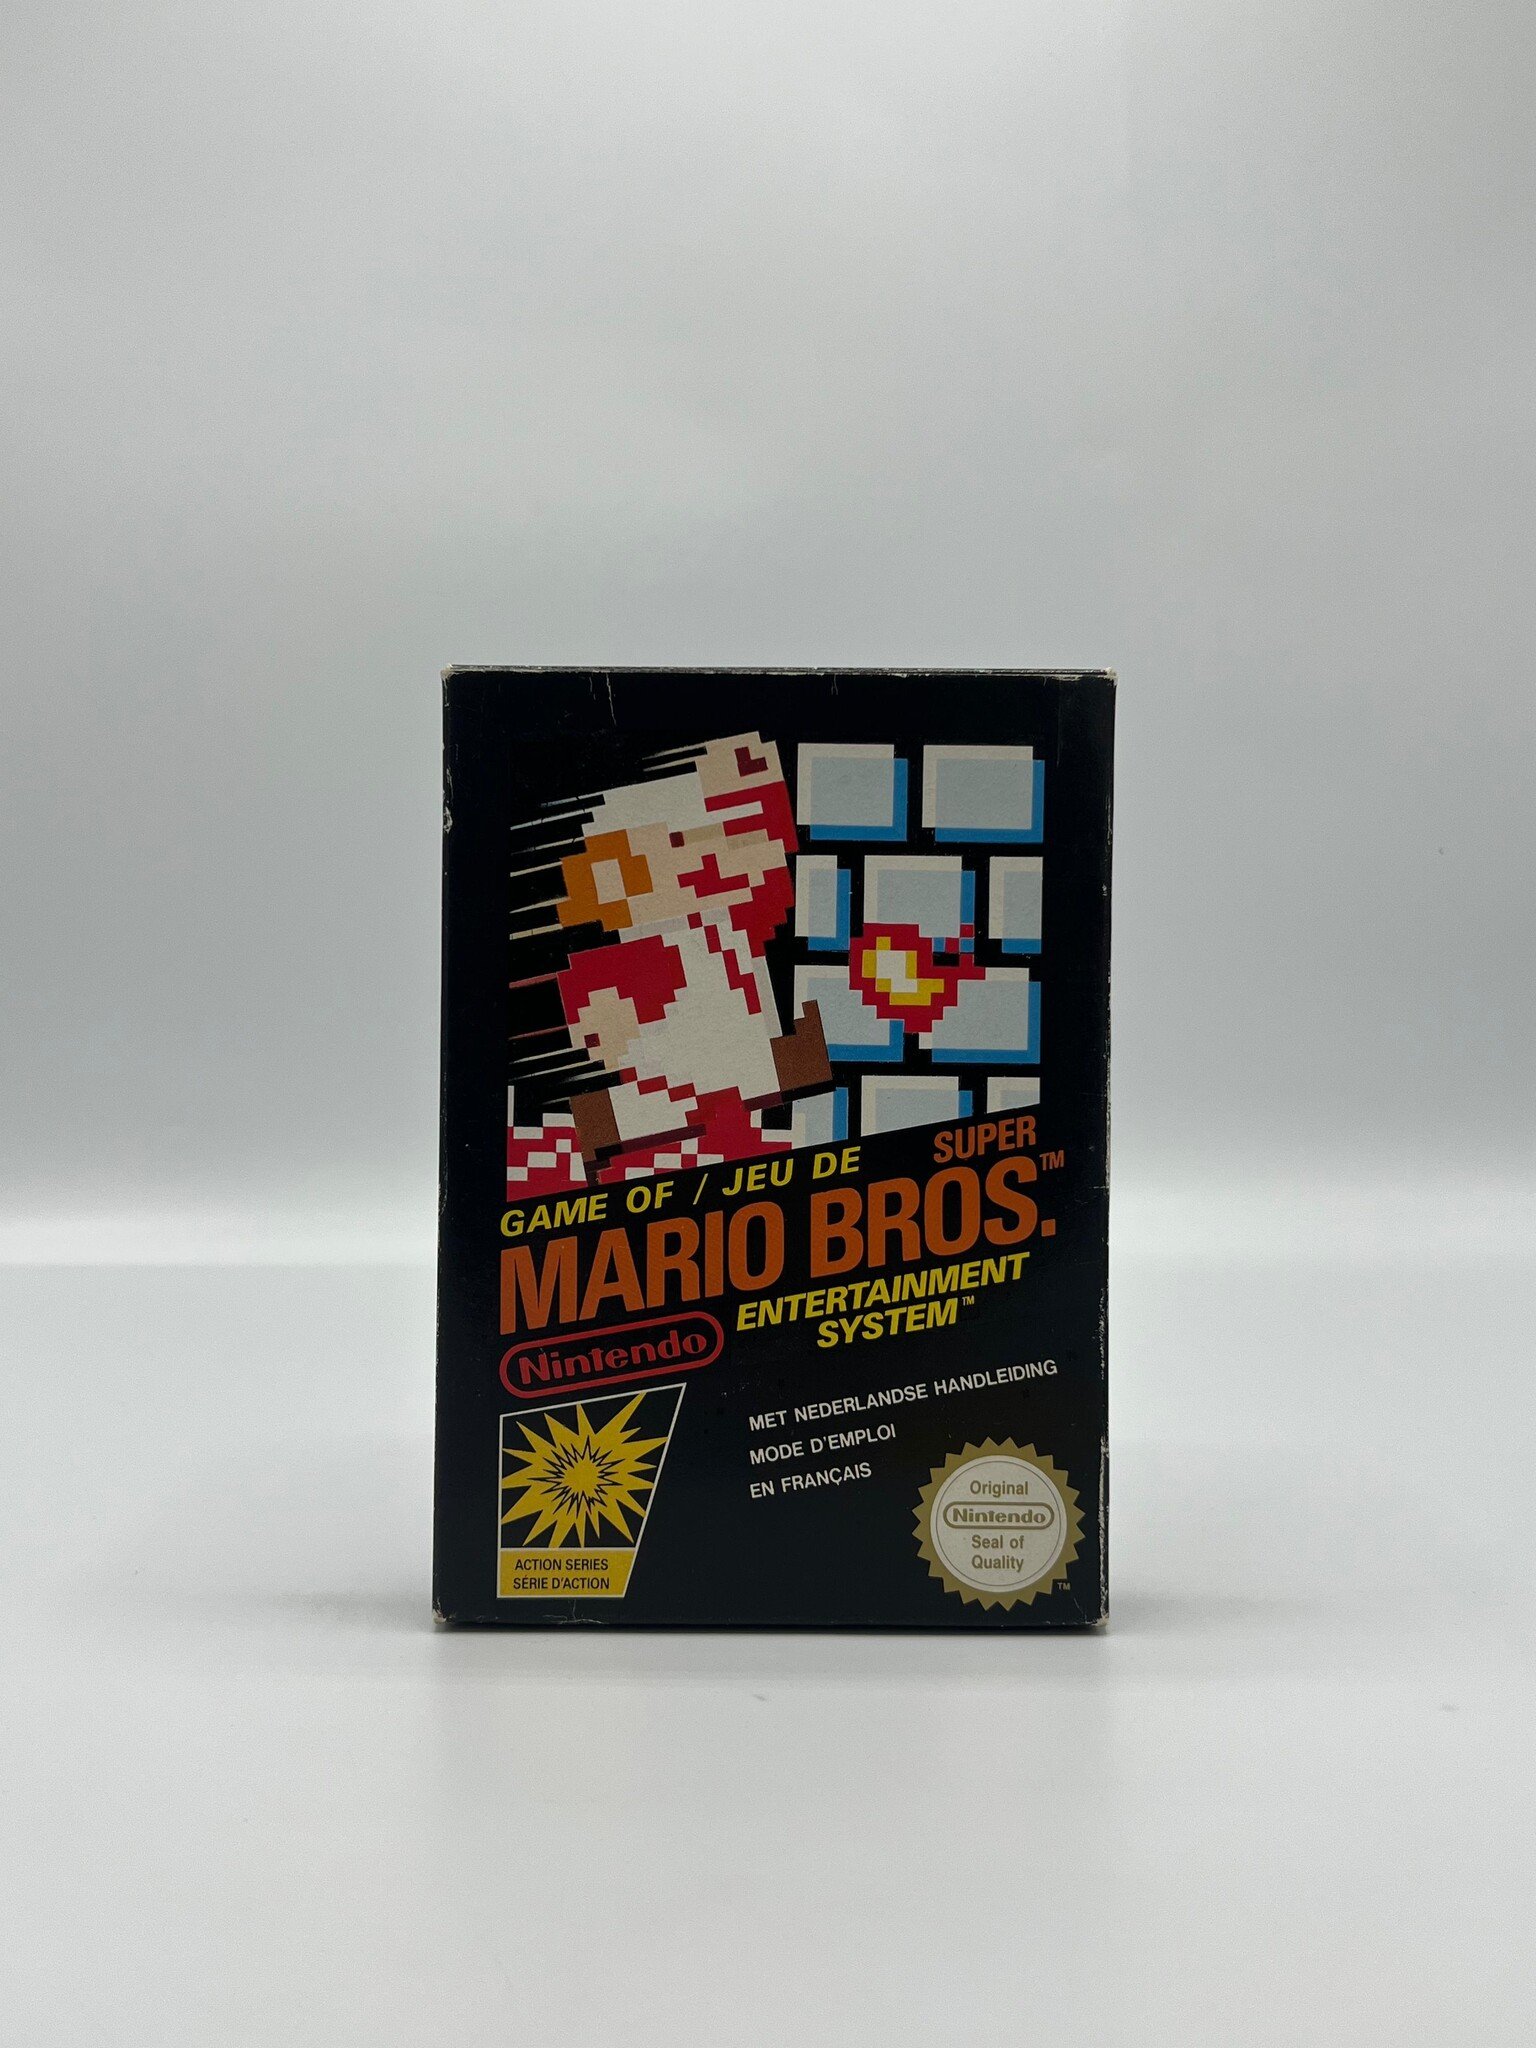 GAME OF / JEU DE
SUPER
MARIO BROS.™
Nintendo
ENTERTAINMENT
SYSTEM™
MET NEDERLANDSE HANDLEIDING
MODE D'EMPLOI
EN FRANÇAIS
ACTION SERIES
SÉRIE D'ACTION
Original
Nintendo
Seal of
Quality
TM